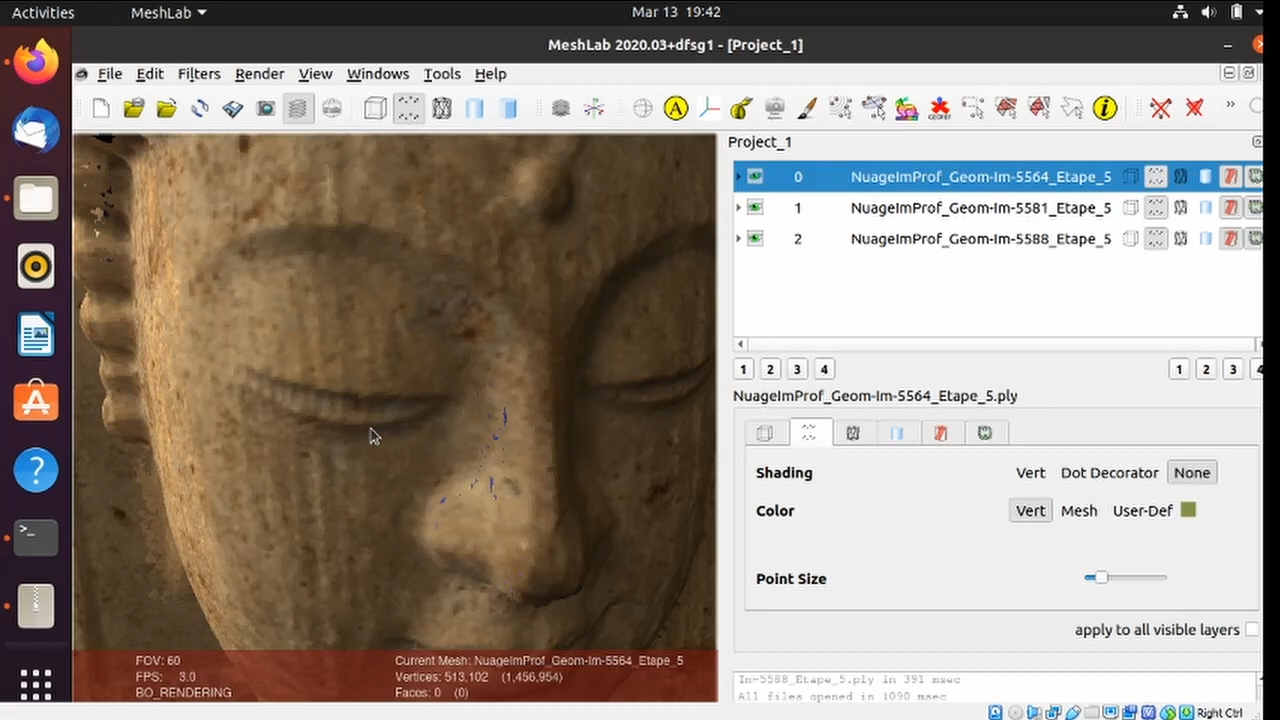 Activities MeshLab Mar 13 19:42
MeshLab 2020.03+dfsg1 - [Project_1]
File Edit Filters Render View Windows Tools Help
A i »
Project_1
0 NuageImProf_Geom-Im-5564_Etape_5
1 NuageImProf_Geom-Im-5581_Etape_5
2 NuageImProf_Geom-Im-5588_Etape_5
1 2 3 4 1 2 3 4
NuageImProf_Geom-Im-5564_Etape_5.ply
Shading Vert Dot Decorator None
Color Vert Mesh User-Def
Point Size
apply to all visible layers
FOV: 60
FPS: 3.0
BO_RENDERING
Current Mesh: NuageImProf_Geom-Im-5564_Etape_5
Vertices: 513,102 (1,456,954)
Faces: 0 (0)
Im-5588_Etape_5.ply in 391 msec
All files opened in 1090 msec
Right Ctrl